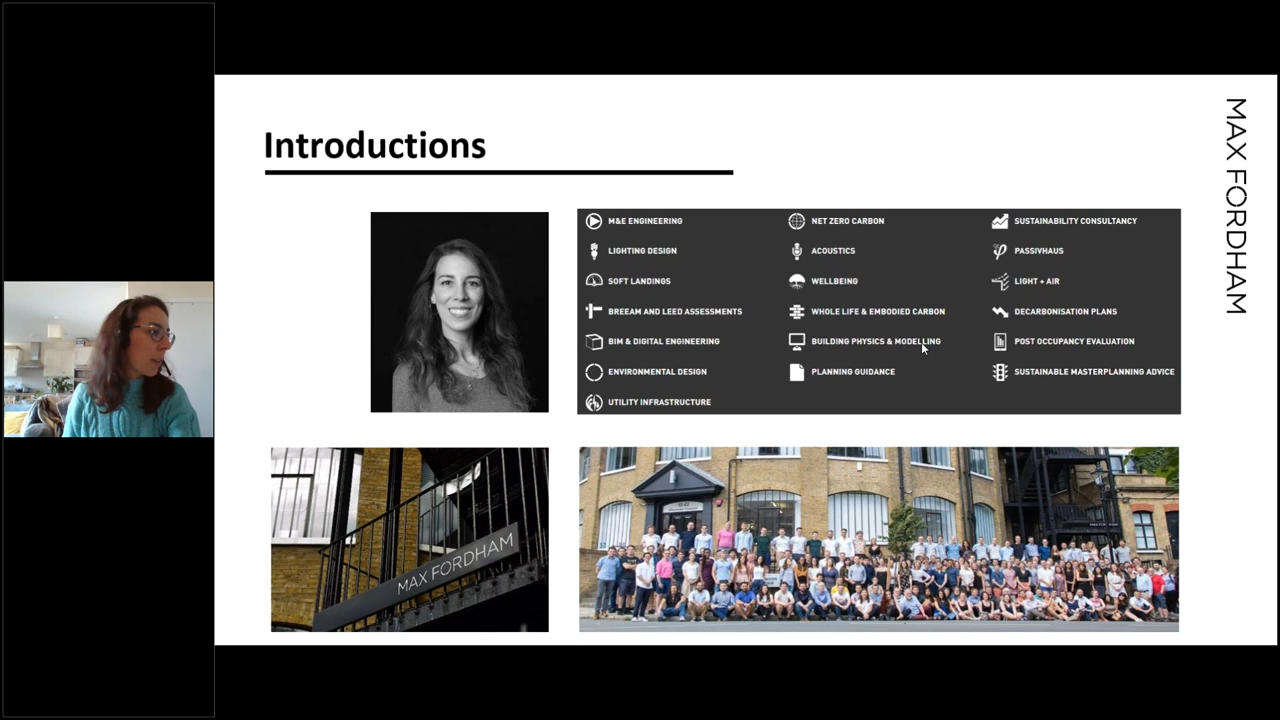 Introductions
MAX FORDHAM
M&E ENGINEERING
NET ZERO CARBON
SUSTAINABILITY CONSULTANCY
LIGHTING DESIGN
ACOUSTICS
PASSIVHAUS
SOFT LANDINGS
WELLBEING
LIGHT + AIR
BREEAM AND LEED ASSESSMENTS
WHOLE LIFE & EMBODIED CARBON
DECARBONISATION PLANS
BIM & DIGITAL ENGINEERING
BUILDING PHYSICS & MODELLING
POST OCCUPANCY EVALUATION
ENVIRONMENTAL DESIGN
PLANNING GUIDANCE
SUSTAINABLE MASTERPLANNING ADVICE
UTILITY INFRASTRUCTURE
MAX FORDHAM